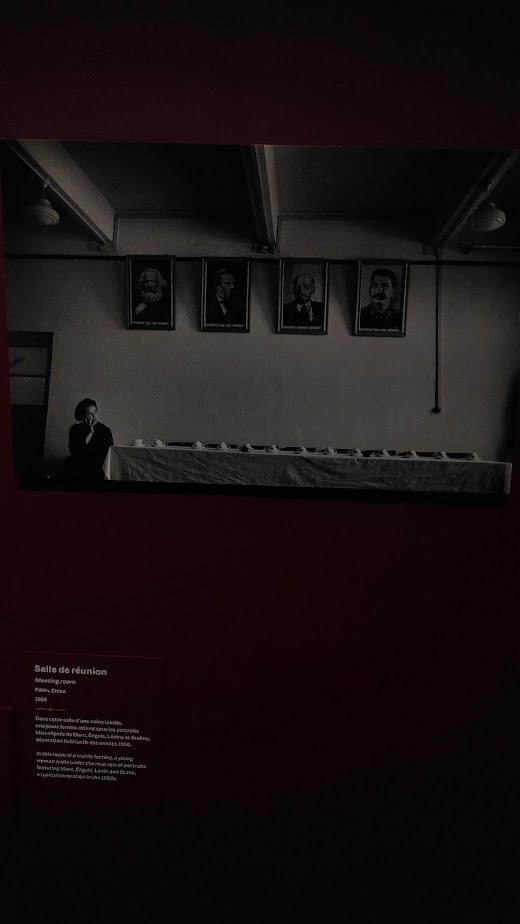 Salle de réunion
Meeting room
Pékin, Chine
1965
Dans cette salle d'une usine textile,
une jeune femme attend sous les portraits
bien alignés de Marx, Engels, Lénine et Staline,
décoration habituelle des années 1960.
In this room of a textile factory, a young
woman waits under the neat row of portraits
featuring Marx, Engels, Lenin and Stalin,
a typical decoration in the 1960s.